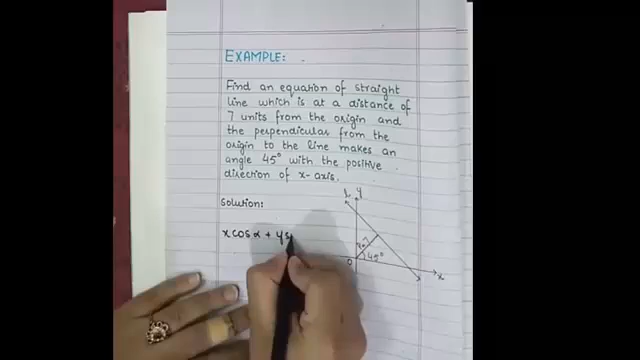 EXAMPLE:
Find an equation of straight
line which is at a distance of
7 units from the origin and
the perpendicular from the
origin to the line makes an
angle 45° with the positive
direction of x-axis.
Solution:
y
x cos α + ys
45°
O
x